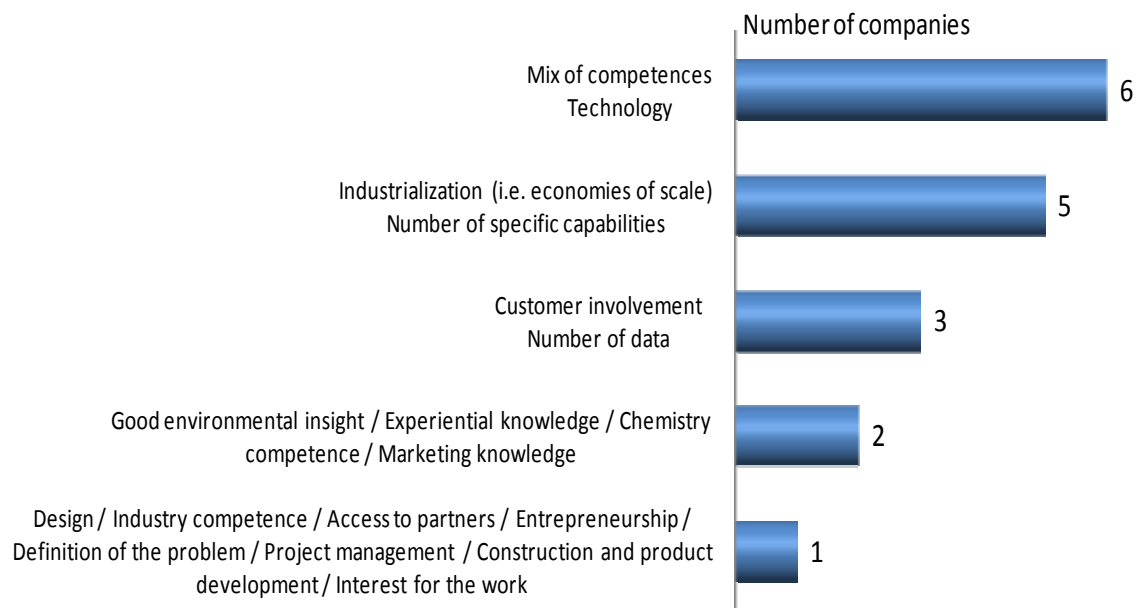 Number of companies
Mix of competences
Technology
6
Industrialization (i.e. economies of scale)
Number of specific capabilities
5
Customer involvement
Number of data
3
Good environmental insight / Experiential knowledge / Chemistry
competence / Marketing knowledge
2
Design / Industry competence / Access to partners / Entrepreneurship /
Definition of the problem / Project management / Construction and product
development / Interest for the work
1